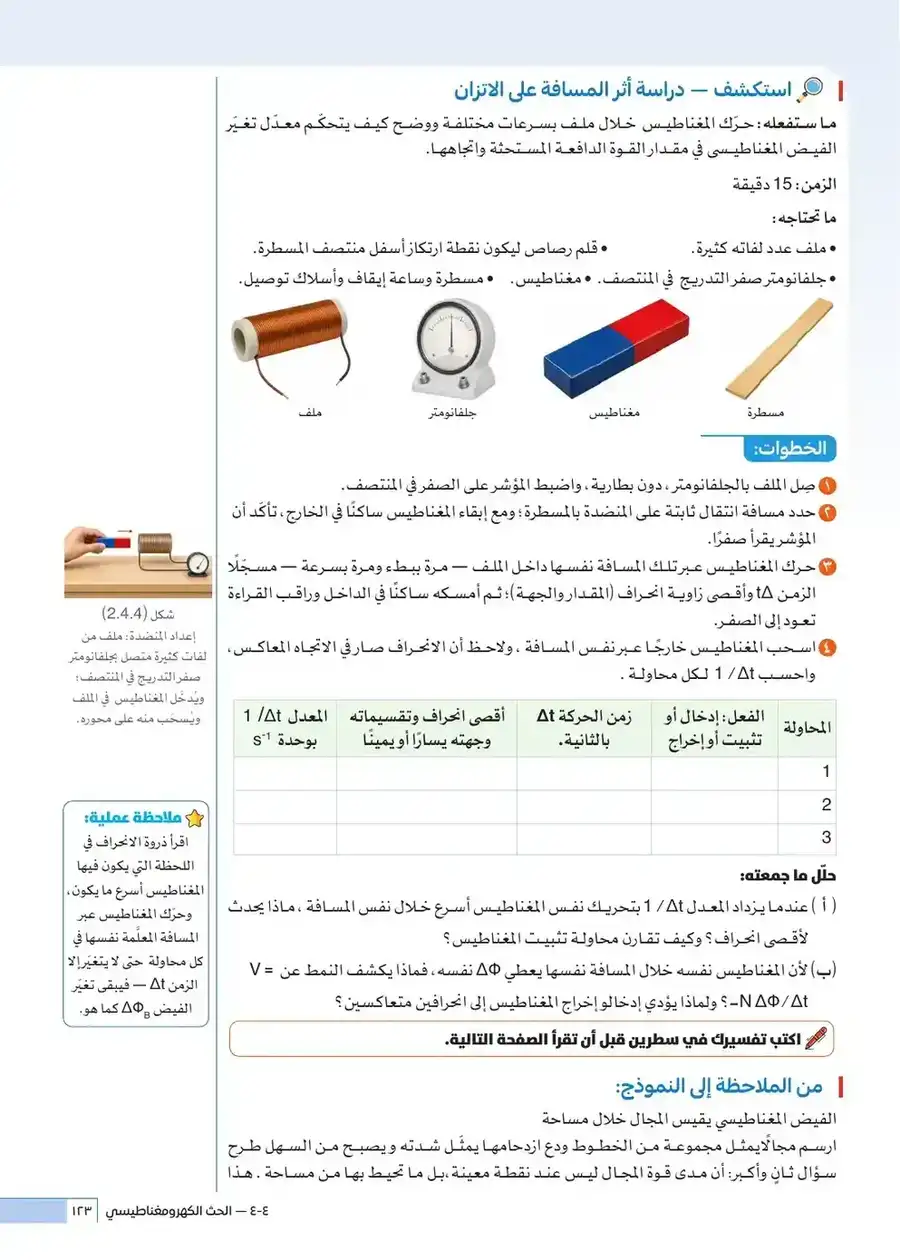 استكشف – دراسة أثر المسافة على الاتزان
ما ستفعله: حرّك المغناطيس خلال ملف بسرعات مختلفة ووضح كيف يتحكّم معدّل تغيّر
الفيض المغناطيسي في مقدار القوة الدافعة المستحثة واتجاهها.
الزمن: 15 دقيقة
ما تحتاجه:
• ملف عدد لفاته كثيرة. • قلم رصاص ليكون نقطة ارتكاز أسفل منتصف المسطرة.
• جلفانومتر صفر التدريج في المنتصف. • مغناطيس. • مسطرة وساعة إيقاف وأسلاك توصيل.
مسطرة
مغناطيس
جلفانومتر
ملف
الخطوات:
١ صِل الملف بالجلفانومتر، دون بطارية، واضبط المؤشر على الصفر في المنتصف.
٢ حدد مسافة انتقال ثابتة على المنضدة بالمسطرة؛ ومع إبقاء المغناطيس ساكنًا في الخارج، تأكّد أن
المؤشر يقرأ صفرًا.
٣ حرك المغناطيس عبر تلك المسافة نفسها داخل الملف — مرة ببطء ومرة بسرعة — مسجّلًا
الزمن tΔ وأقصى زاوية انحراف (المقدار والجهة)؛ ثم أمسكه ساكنًا في الداخل وراقب القراءة
تعود إلى الصفر.
٤ اسحب المغناطيس خارجًا عبر نفس المسافة ، ولاحظ أن الانحراف صار في الاتجاه المعاكس،
واحسب 1 / Δt لكل محاولة .
المحاولة
الفعل: إدخال أو
تثبيت أو إخراج
زمن الحركة Δt
بالثانية.
أقصى انحراف وتقسيماته
وجهته يسارًا أو يمينًا
المعدل 1 /Δt
بوحدة s⁻¹
1
2
3
حلّل ما جمعته:
( أ ) عندما يزداد المعدل 1 / Δt بتحريك نفس المغناطيس أسرع خلال نفس المسافة ، ماذا يحدث
لأقصى انحراف؟ وكيف تقارن محاولة تثبيت المغناطيس؟
(ب) لأن المغناطيس نفسه خلال المسافة نفسها يعطي ΔΦ نفسه، فماذا يكشف النمط عن V =
–N ΔΦ/Δt؟ ولماذا يؤدي إدخالو إخراج المغناطيس إلى انحرافين متعاكسين؟
اكتب تفسيرك في سطرين قبل أن تقرأ الصفحة التالية.
من الملاحظة إلى النموذج:
الفيض المغناطيسي يقيس المجال خلال مساحة
ارسم مجالًايمثل مجموعة من الخطوط ودع ازدحامها يمثّل شدته ويصبح من السهل طرح
سؤال ثانٍ وأكبر: أن مدى قوة المجال ليس عند نقطة معينة ،بل ما تحيط بها من مساحة . هذا
شكل (2.4.4)
إعداد المنضدة: ملف من
لفات كثيرة متصل بجلفانومتر
صفر التدريج في المنتصف؛
ويُدخَل المغناطيس في الملف
ويسحَب منه على محوره.
ملاحظة عملية:
اقرأ ذروة الانحراف في
اللحظة التي يكون فيها
المغناطيس أسرع ما يكون،
وحرّك المغناطيس عبر
المسافة المعلَّمة نفسها في
كل محاولة حتى لا يتغيّر إلا
الزمن Δt — فيبقى تغيّر
الفيض ΔΦB كما هو.
٤-٤ – الحث الكهرومغناطيسي ١٢٣